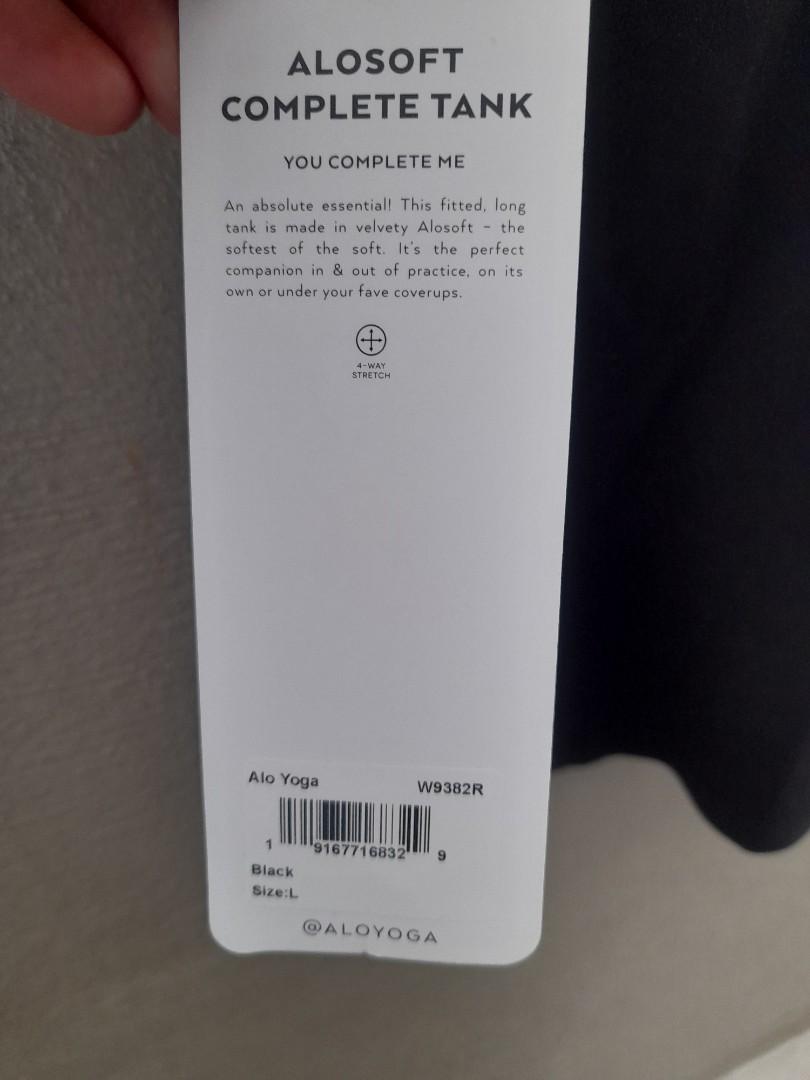 ALOSOFT
COMPLETE TANK
YOU COMPLETE ME
An absolute essential! This fitted, long
tank is made in velvety Alosoft – the
softest of the soft. It's the perfect
companion in & out of practice, on its
own or under your fave coverups.
4-WAY
STRETCH
Alo Yoga W9382R
1 9167716832 9
Black
Size:L
@ALOYOGA